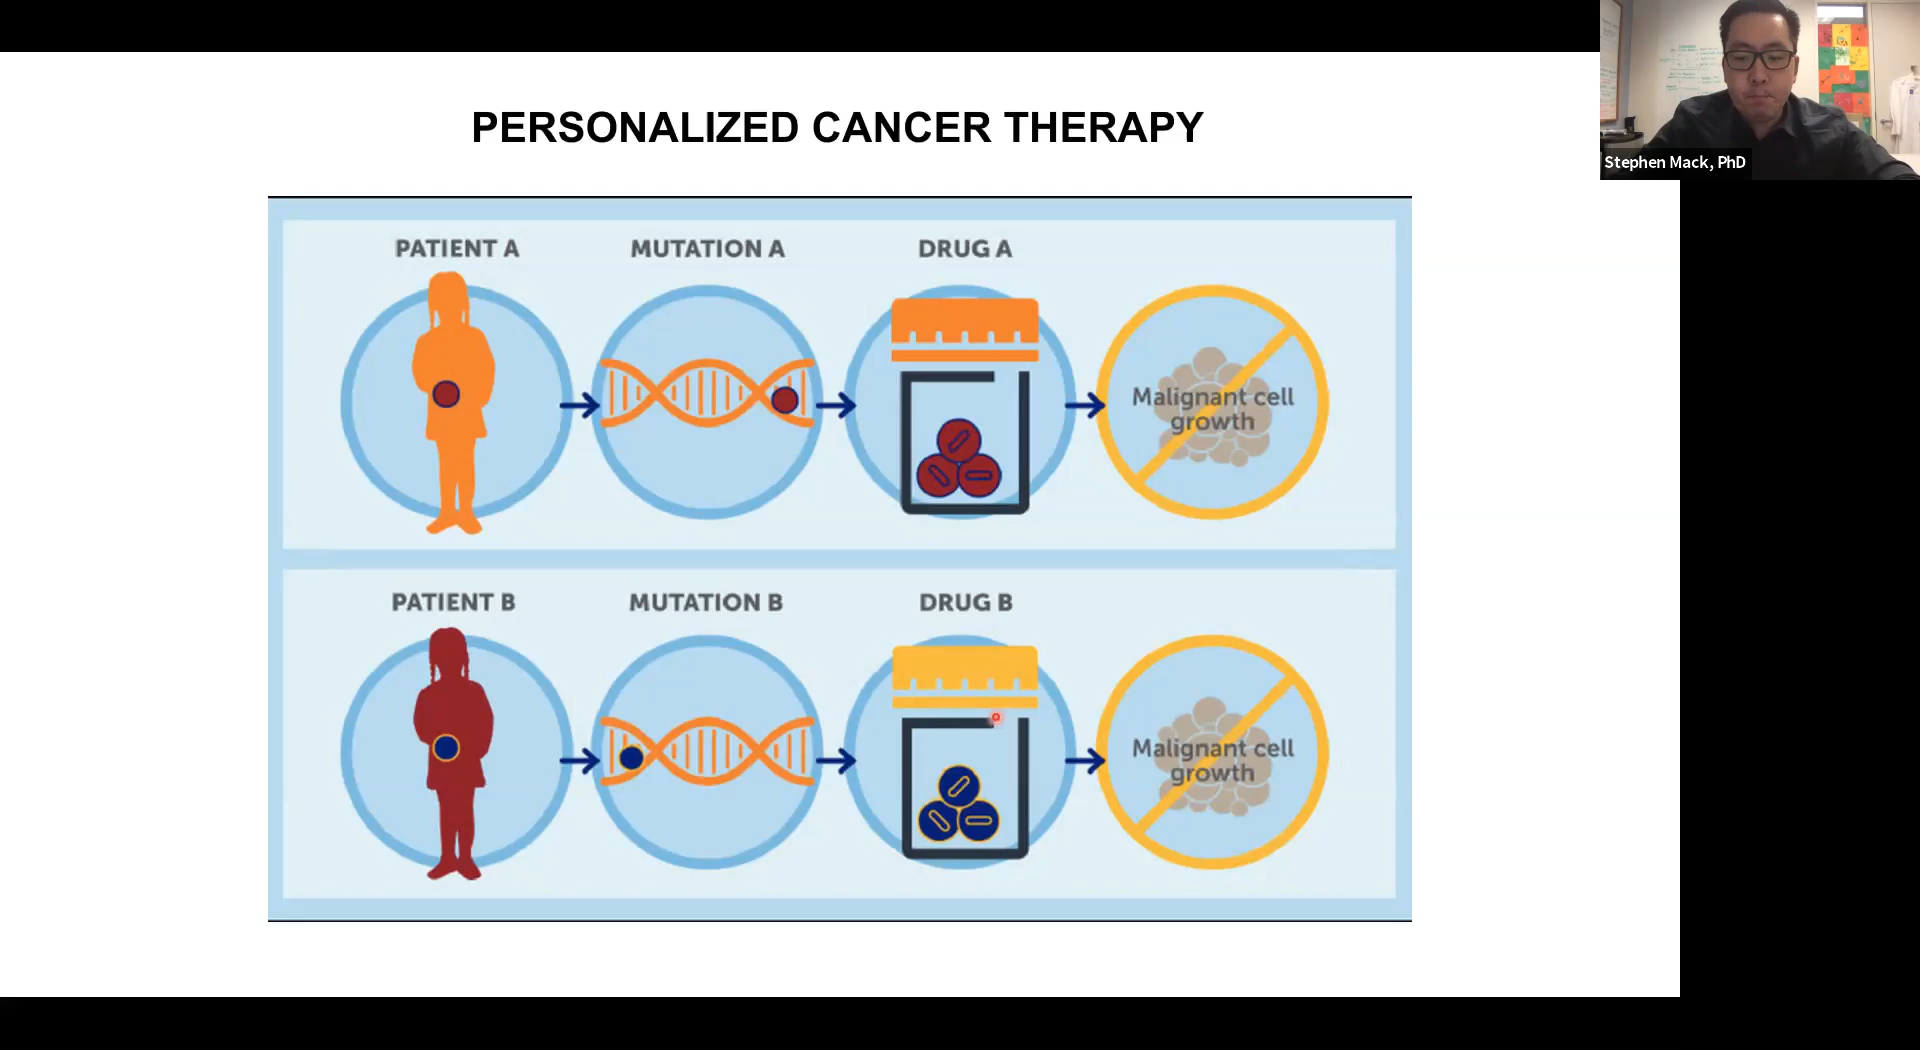 PERSONALIZED CANCER THERAPY
Stephen Mack, PhD
PATIENT A
MUTATION A
DRUG A
Malignant cell
growth
PATIENT B
MUTATION B
DRUG B
Malignant cell
growth